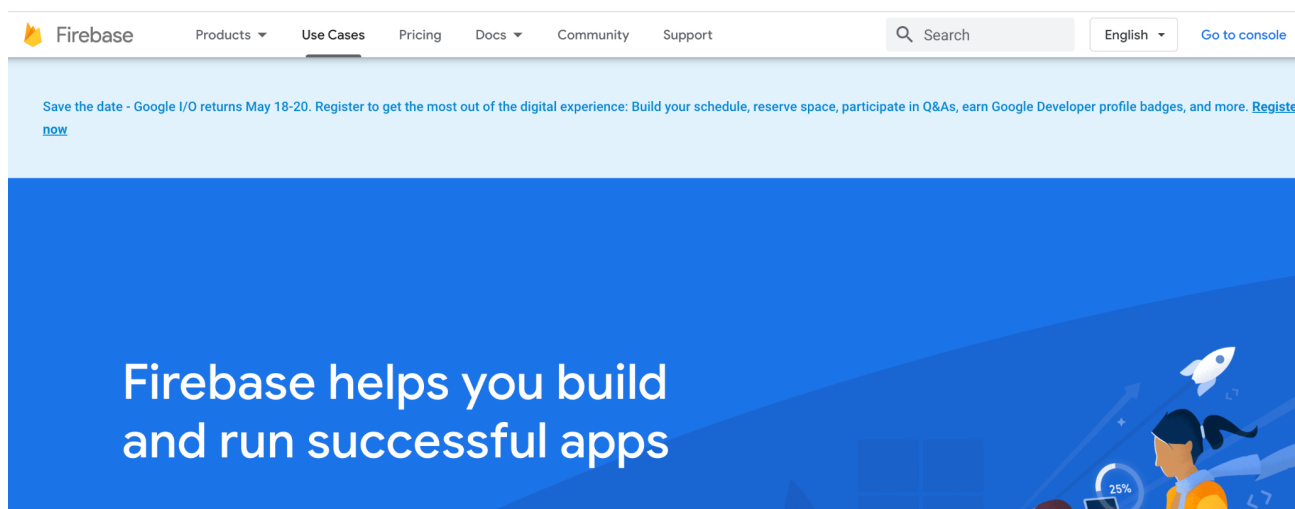 Firebase Products Use Cases Pricing Docs Community Support Search English Go to console
Save the date - Google I/O returns May 18-20. Register to get the most out of the digital experience: Build your schedule, reserve space, participate in Q&As, earn Google Developer profile badges, and more. Registe
now
Firebase helps you build
and run successful apps
25%